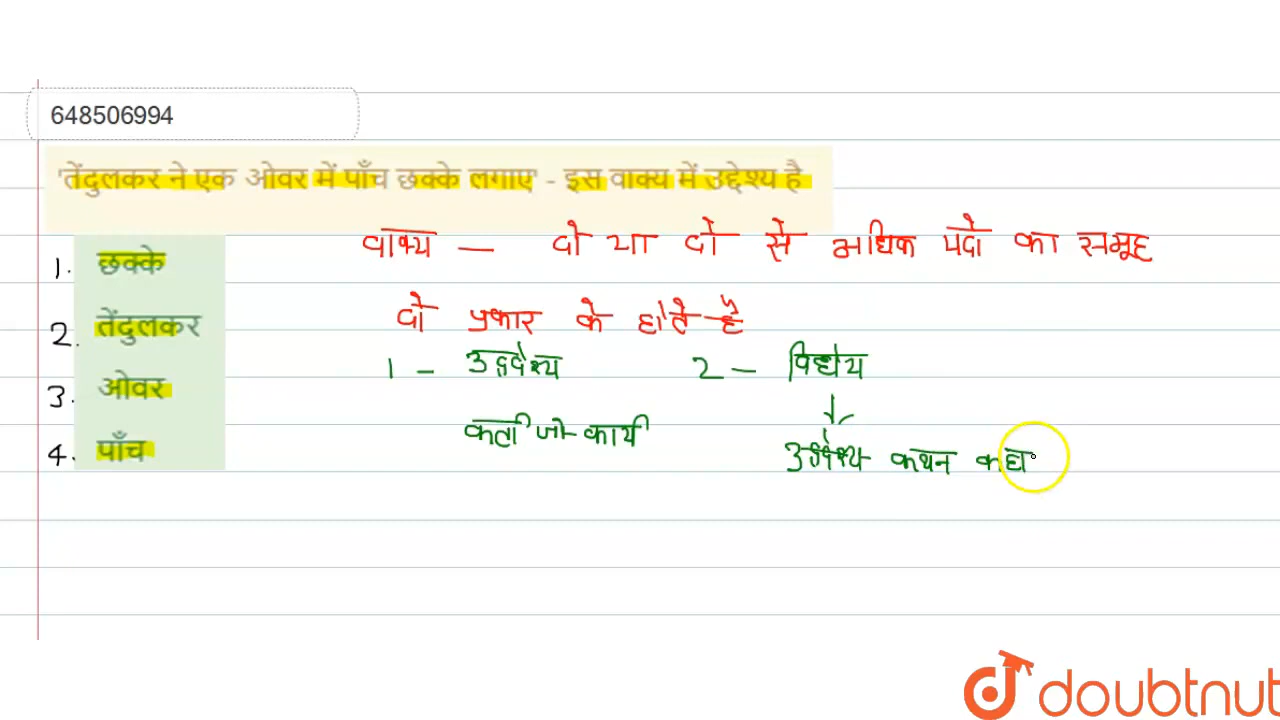 648506994
'तेंदुलकर ने एक ओवर में पाँच छक्के लगाए' - इस वाक्य में उद्देश्य है
वाक्य — दो या दो से अधिक पदो का समूह
1. छक्के
दो प्रकार के होते है
2. तेंदुलकर
1 - उद्देश्य 2 - विधेय
3. ओवर
कर्ता जो कार्य
4. पाँच
उद्देश्य कथन कहा
doubtnut